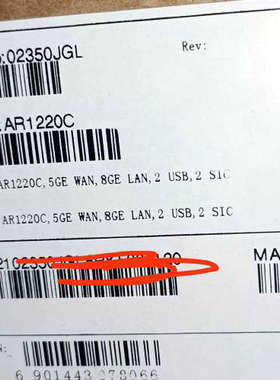 :02350JGL
Rev:
AR1220C
AR1220C, 5GE WAN, 8GE LAN, 2 USB, 2 SIC
AR1220C, 5GE WAN, 8GE LAN, 2 USB, 2 SIC
MA
N:
6 901443 278066